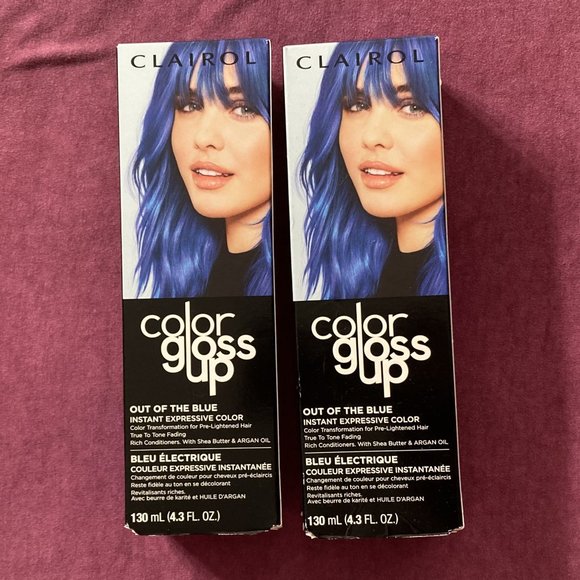 CLAIROL
color
gloss
up
OUT OF THE BLUE
INSTANT EXPRESSIVE COLOR
Color Transformation for Pre-Lightened Hair
True To Tone Fading
Rich Conditioners. With Shea Butter & ARGAN OIL
BLEU ÉLECTRIQUE
COULEUR EXPRESSIVE INSTANTANÉE
Changement de couleur pour cheveux pré-éclaircis
Reste fidèle au ton en se décolorant
Revitalisants riches.
Avec beurre de karité et HUILE D'ARGAN
130 mL (4.3 FL. OZ.)
CLAIROL
color
gloss
up
OUT OF THE BLUE
INSTANT EXPRESSIVE COLOR
Color Transformation for Pre-Lightened Hair
True To Tone Fading
Rich Conditioners. With Shea Butter & ARGAN OIL
BLEU ÉLECTRIQUE
COULEUR EXPRESSIVE INSTANTANÉE
Changement de couleur pour cheveux pré-éclaircis
Reste fidèle au ton en se décolorant
Revitalisants riches.
Avec beurre de karité et HUILE D'ARGAN
130 mL (4.3 FL. OZ.)